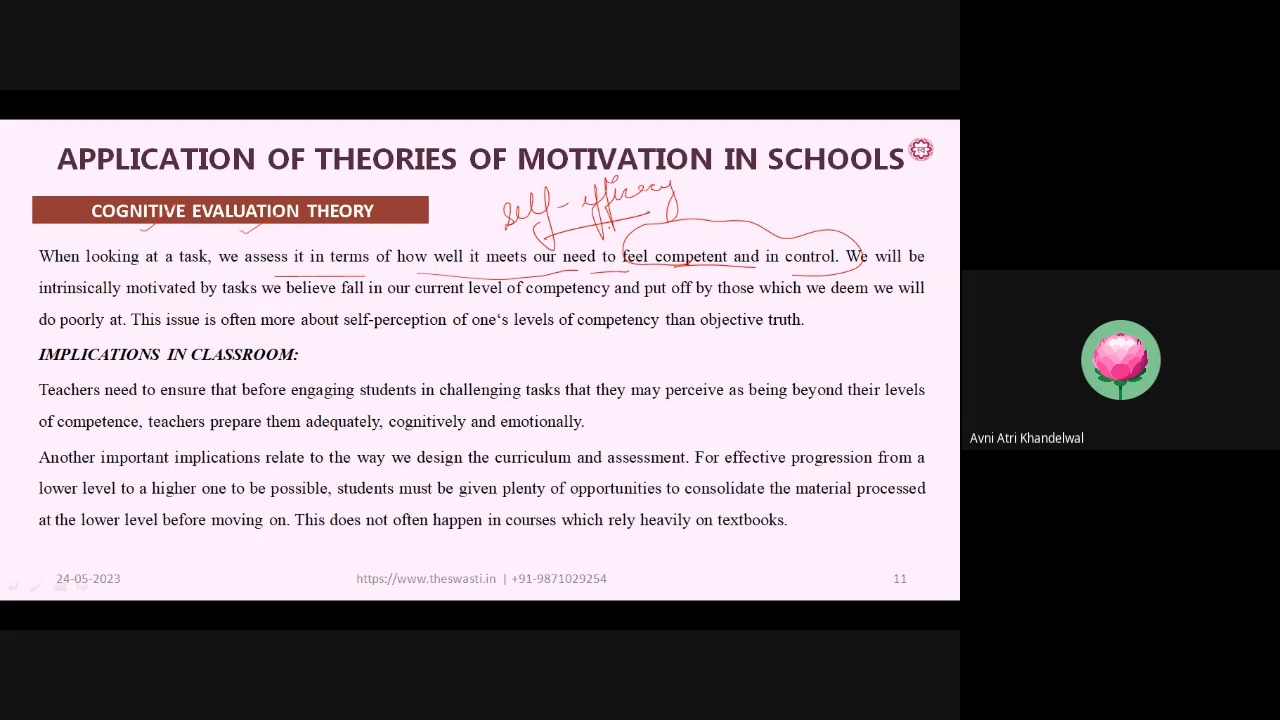 APPLICATION OF THEORIES OF MOTIVATION IN SCHOOLS
COGNITIVE EVALUATION THEORY
self-efficacy
When looking at a task, we assess it in terms of how well it meets our need to feel competent and in control. We will be
intrinsically motivated by tasks we believe fall in our current level of competency and put off by those which we deem we will
do poorly at. This issue is often more about self-perception of one‘s levels of competency than objective truth.
IMPLICATIONS IN CLASSROOM:
Teachers need to ensure that before engaging students in challenging tasks that they may perceive as being beyond their levels
of competence, teachers prepare them adequately, cognitively and emotionally.
Another important implications relate to the way we design the curriculum and assessment. For effective progression from a
lower level to a higher one to be possible, students must be given plenty of opportunities to consolidate the material processed
at the lower level before moving on. This does not often happen in courses which rely heavily on textbooks.
24-05-2023
https://www.theswasti.in | +91-9871029254
11
Avni Atri Khandelwal